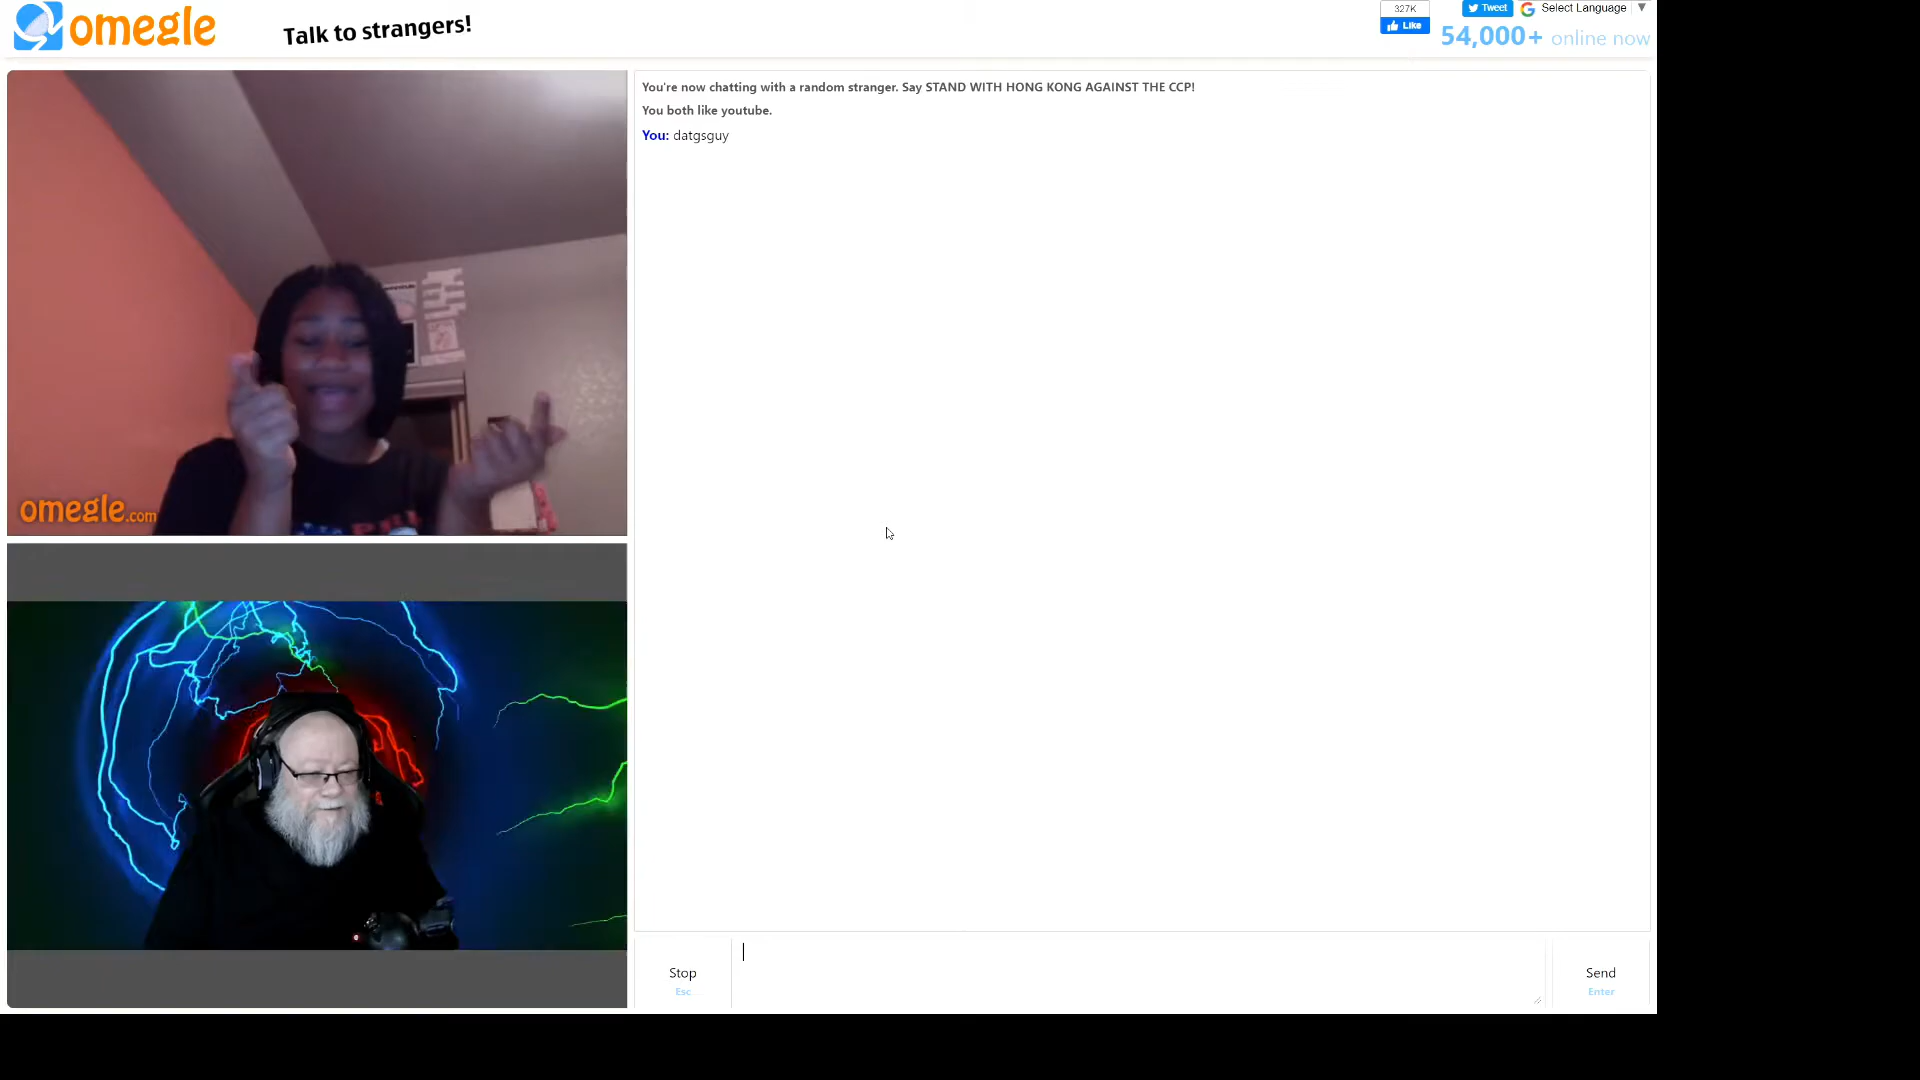 omegle
Talk to strangers!
327K
Like
Tweet
Select Language
54,000+ online now
You're now chatting with a random stranger. Say STAND WITH HONG KONG AGAINST THE CCP!
You both like youtube.
You: datgsguy
omegle.com
Stop
Esc
Send
Enter